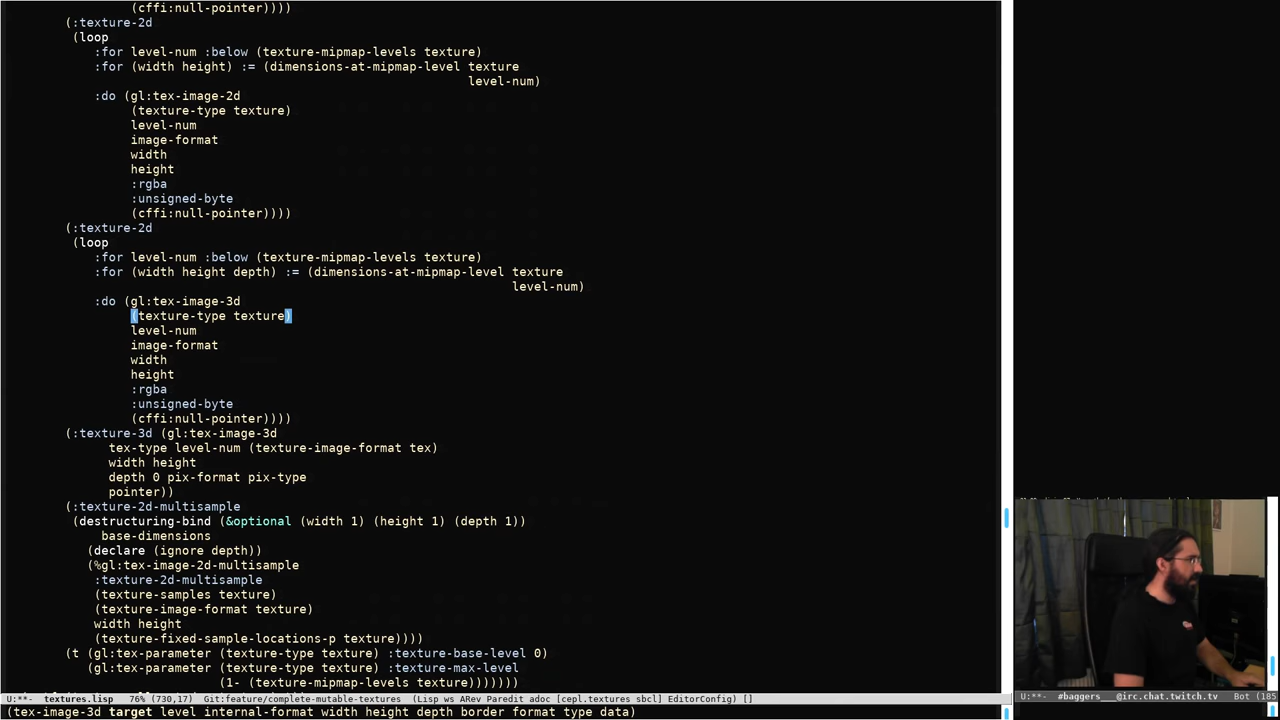 (cffi:null-pointer))))
(:texture-2d
(loop
:for level-num :below (texture-mipmap-levels texture)
:for (width height) := (dimensions-at-mipmap-level texture
level-num)
:do (gl:tex-image-2d
(texture-type texture)
level-num
image-format
width
height
:rgba
:unsigned-byte
(cffi:null-pointer))))
(:texture-2d
(loop
:for level-num :below (texture-mipmap-levels texture)
:for (width height depth) := (dimensions-at-mipmap-level texture
level-num)
:do (gl:tex-image-3d
(texture-type texture)
level-num
image-format
width
height
:rgba
:unsigned-byte
(cffi:null-pointer))))
(:texture-3d (gl:tex-image-3d
tex-type level-num (texture-image-format tex)
width height
depth 0 pix-format pix-type
pointer))
(:texture-2d-multisample
(destructuring-bind (&optional (width 1) (height 1) (depth 1))
base-dimensions
(declare (ignore depth))
(%gl:tex-image-2d-multisample
:texture-2d-multisample
(texture-samples texture)
(texture-image-format texture)
width height
(texture-fixed-sample-locations-p texture))))
(t (gl:tex-parameter (texture-type texture) :texture-base-level 0)
(gl:tex-parameter (texture-type texture) :texture-max-level
(1- (texture-mipmap-levels texture)))))))
U:**- textures.lisp 76% (730,17) Git:feature/complete-mutable-textures (Lisp ws ARev Paredit adoc [cepl.textures sbcl] EditorConfig) []
U:**- #baggers___@irc.chat.twitch.tv Bot (185
(tex-image-3d target level internal-format width height depth border format type data)